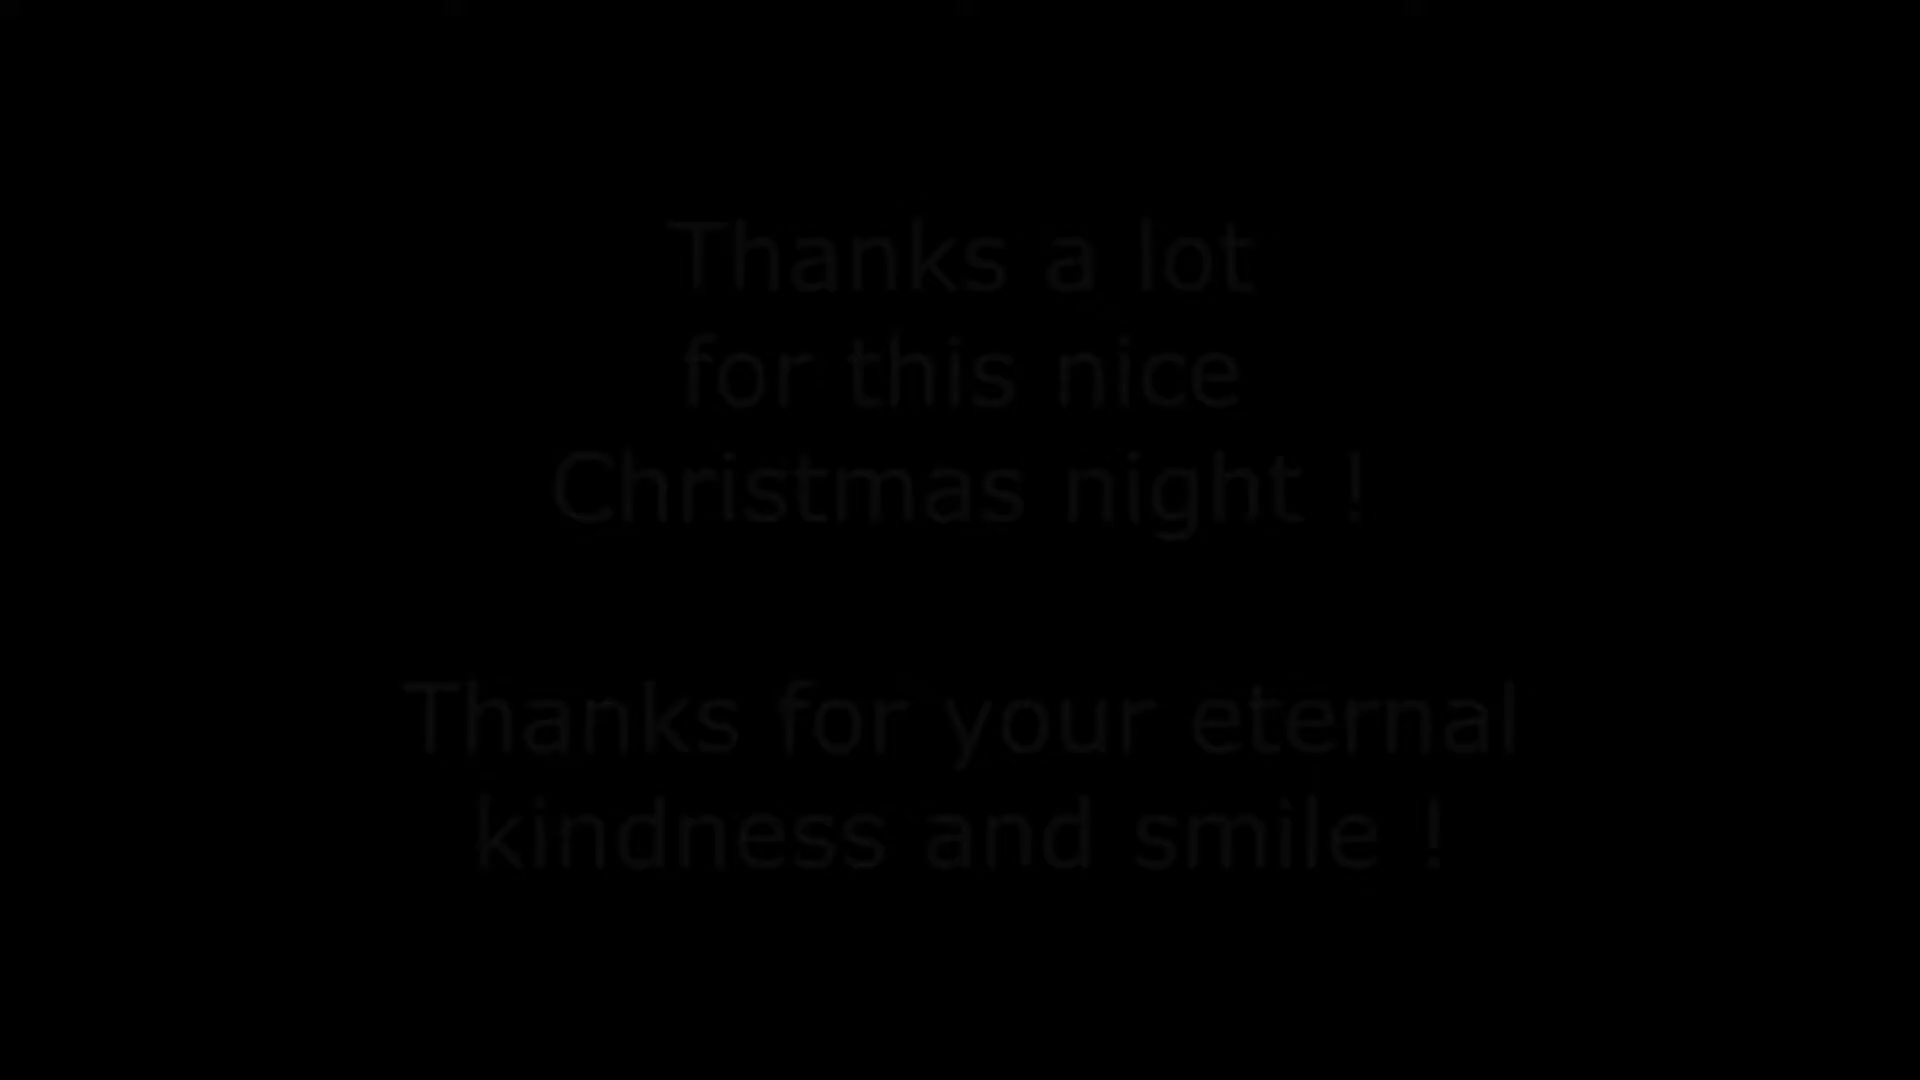 Thanks a lot
for this nice
Christmas night !
Thanks for your eternal
kindness and smile !